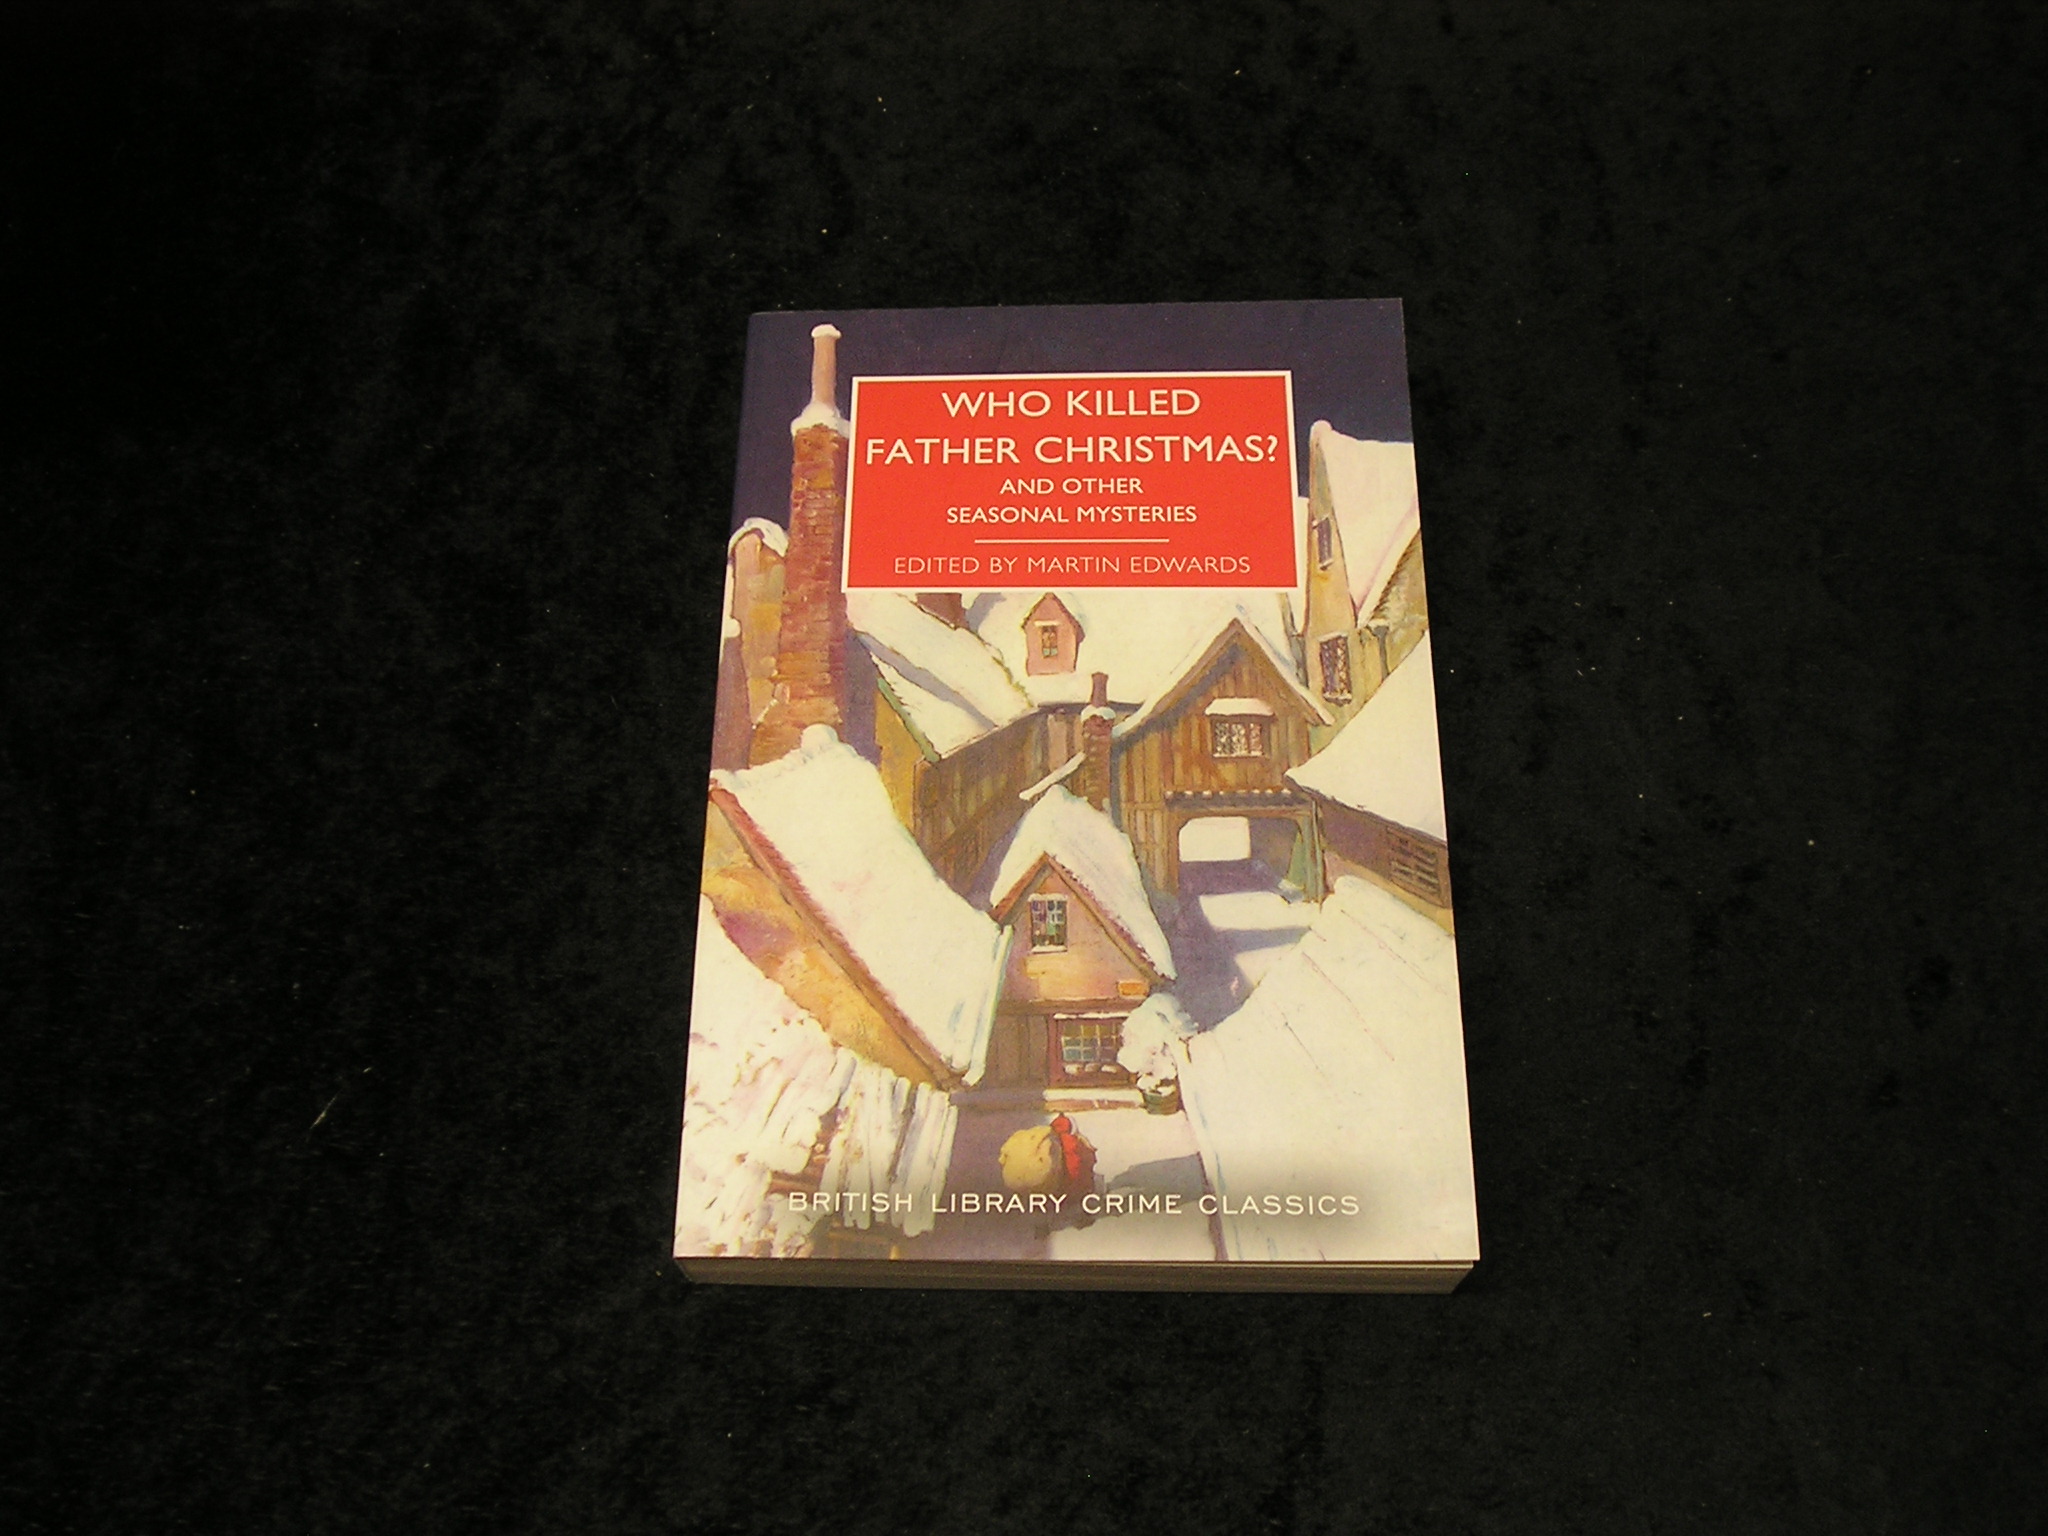 WHO KILLED
FATHER CHRISTMAS?
AND OTHER
SEASONAL MYSTERIES
EDITED BY MARTIN EDWARDS
BRITISH LIBRARY CRIME CLASSICS